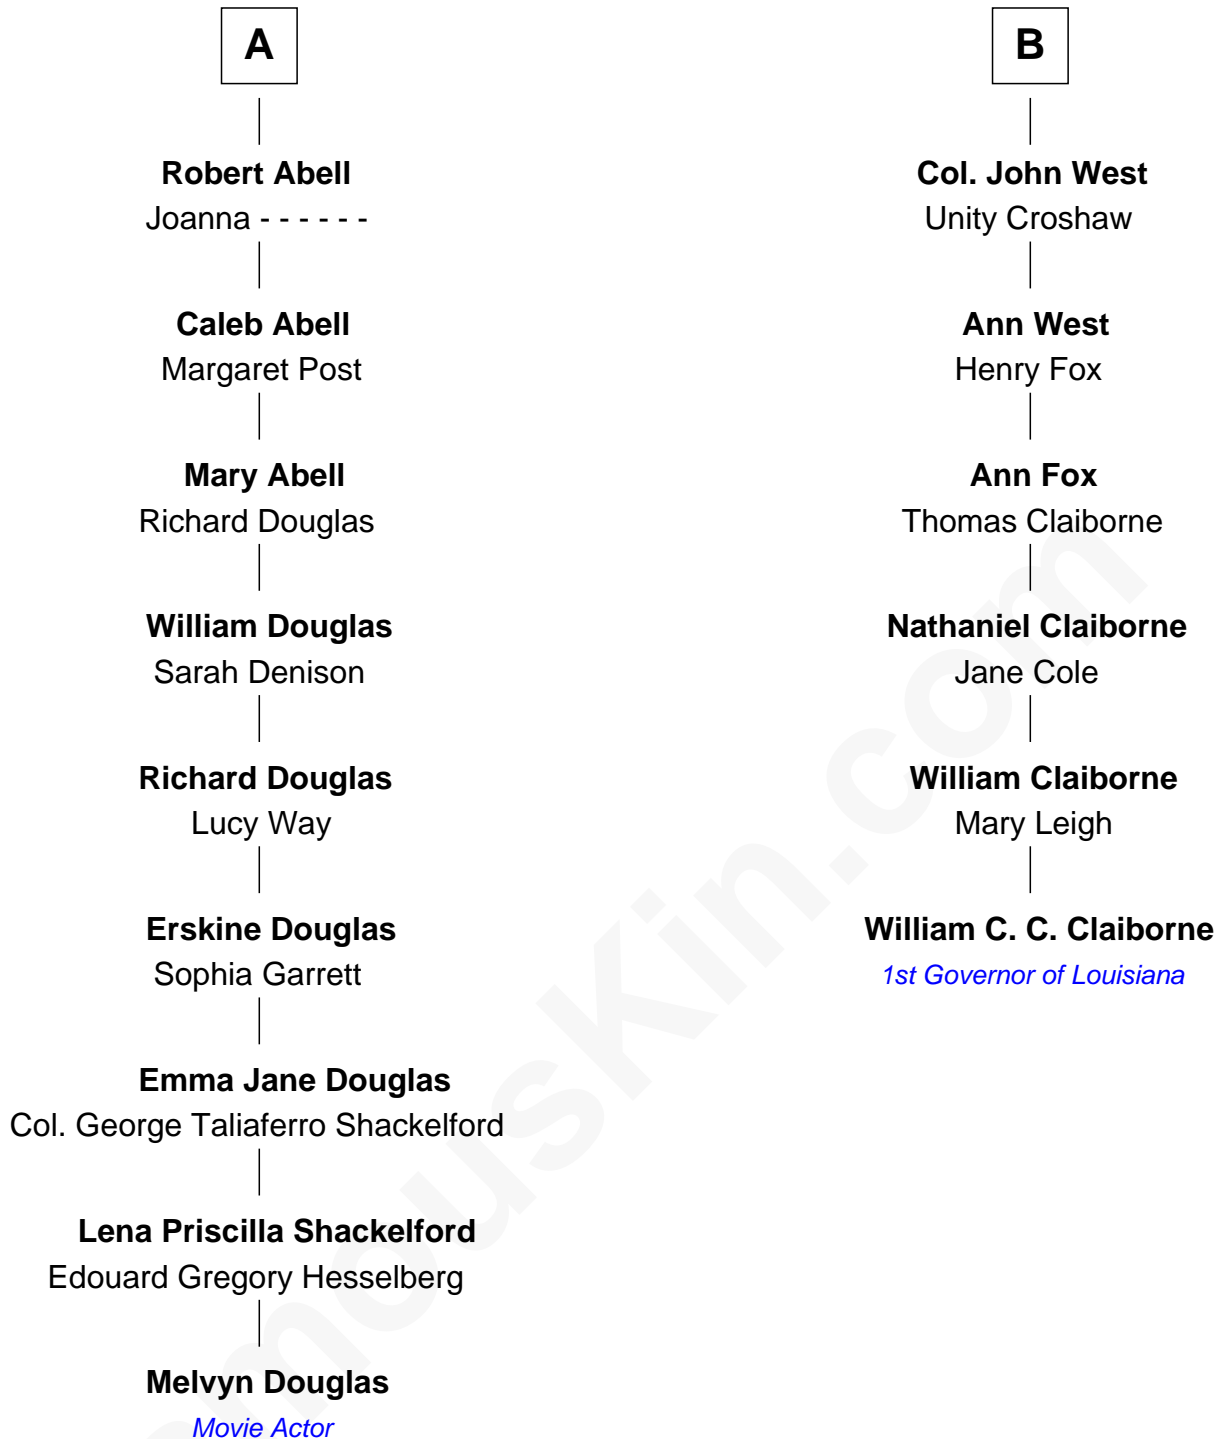 A
Robert Abell
Joanna - - - - - -
Caleb Abell
Margaret Post
Mary Abell
Richard Douglas
William Douglas
Sarah Denison
Richard Douglas
Lucy Way
Erskine Douglas
Sophia Garrett
Emma Jane Douglas
Col. George Taliaferro Shackelford
Lena Priscilla Shackelford
Edouard Gregory Hesselberg
Melvyn Douglas
Movie Actor
B
Col. John West
Unity Croshaw
Ann West
Henry Fox
Ann Fox
Thomas Claiborne
Nathaniel Claiborne
Jane Cole
William Claiborne
Mary Leigh
William C. C. Claiborne
1st Governor of Louisiana
mousKin.com